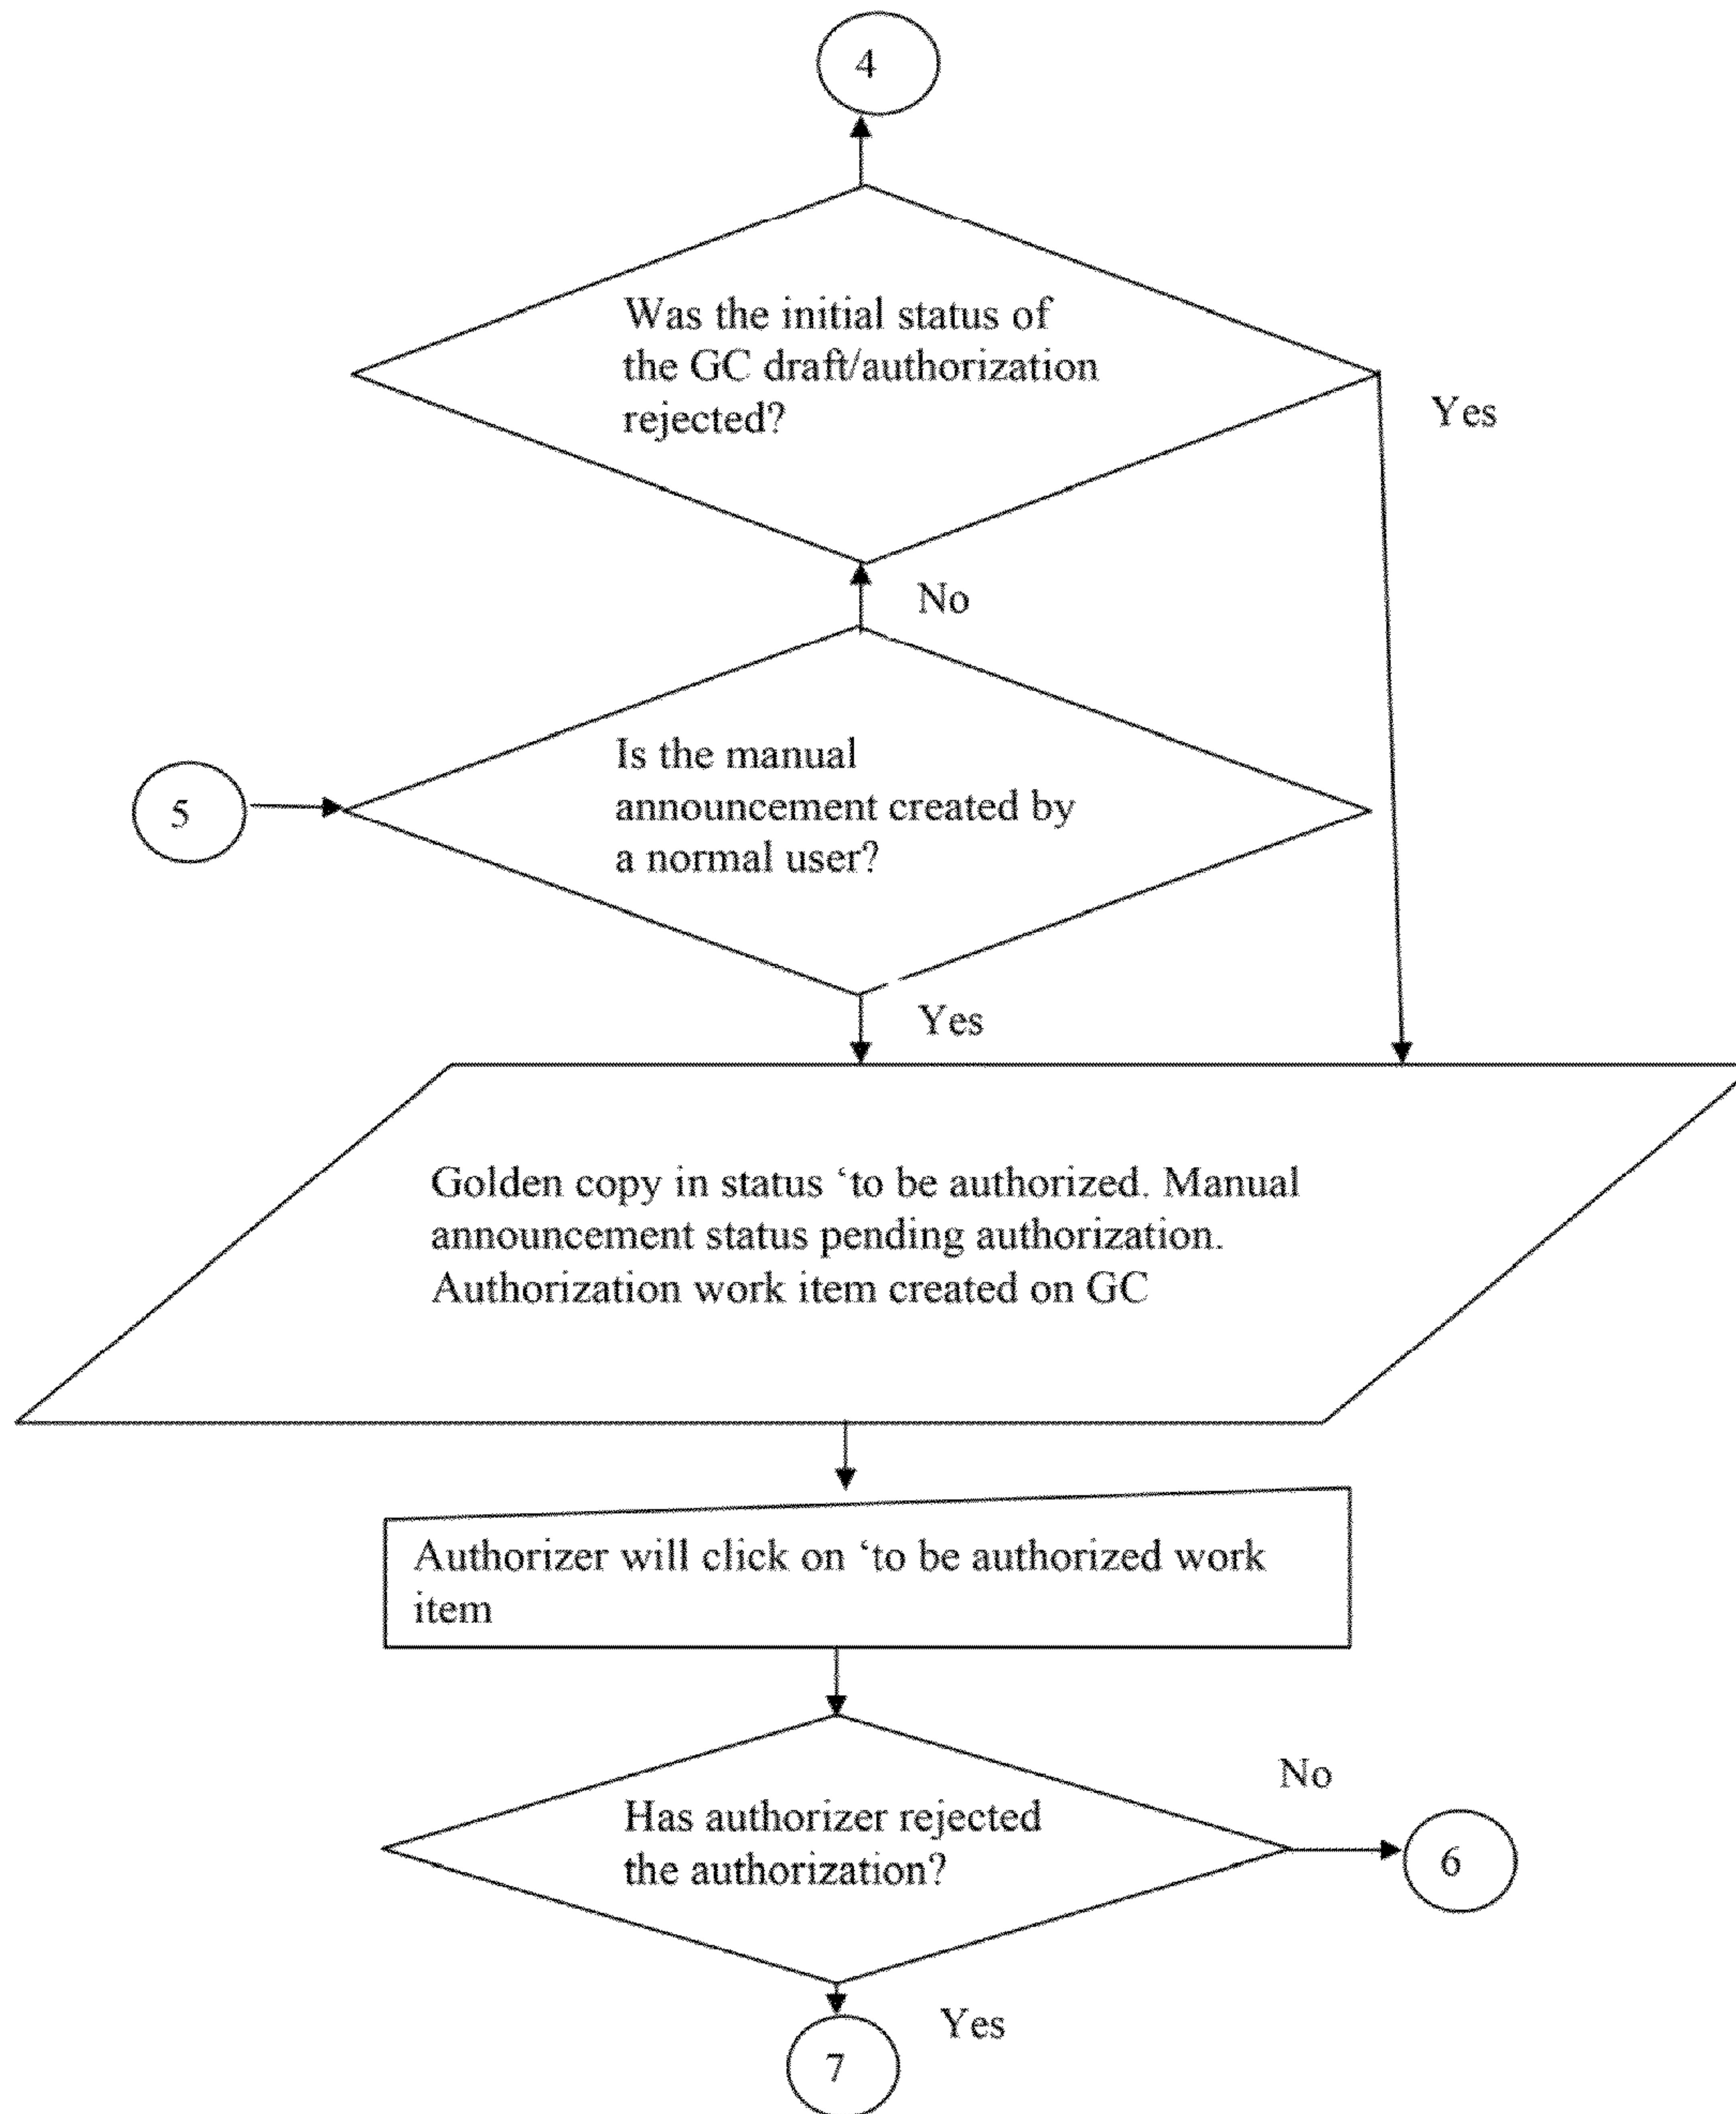 4
Was the initial status of
the GC draft/authorization
rejected?
Yes
No
Is the manual
announcement created by
a normal user?
5
Yes
Golden copy in status ‘to be authorized. Manual
announcement status pending authorization.
Authorization work item created on GC
Authorizer will click on ‘to be authorized work
item
No
Has authorizer rejected
the authorization?
6
Yes
7